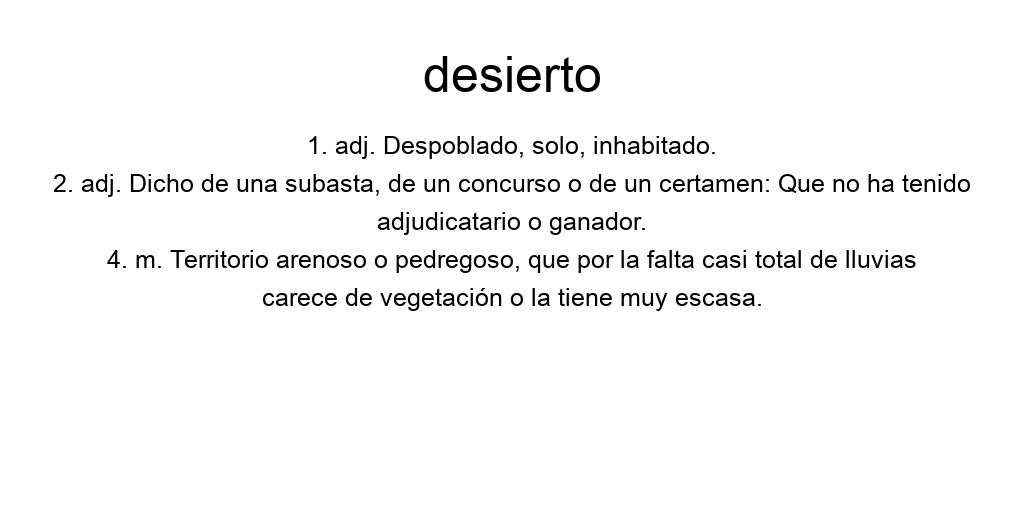 desierto
1. adj. Despoblado, solo, inhabitado.
2. adj. Dicho de una subasta, de un concurso o de un certamen: Que no ha tenido
adjudicatario o ganador.
4. m. Territorio arenoso o pedregoso, que por la falta casi total de lluvias
carece de vegetación o la tiene muy escasa.